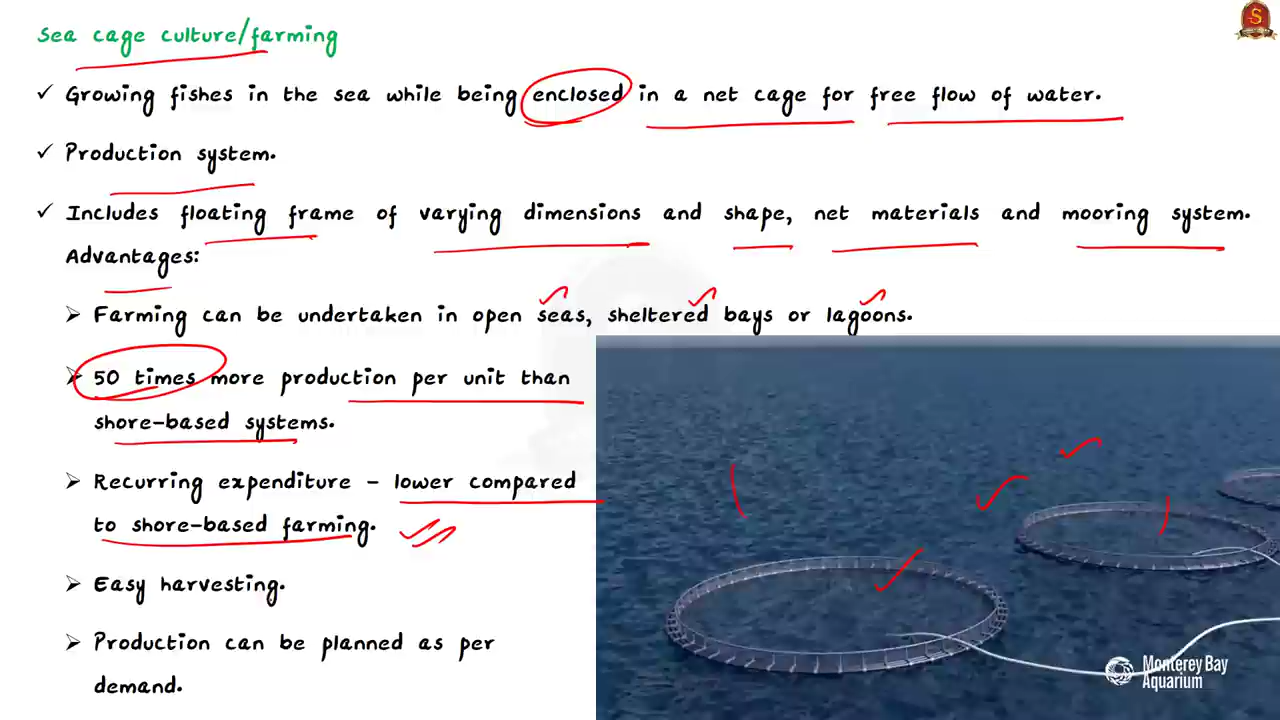 Sea cage culture/farming
✓ Growing fishes in the sea while being enclosed in a net cage for free flow of water.
✓ Production system.
✓ Includes floating frame of varying dimensions and shape, net materials and mooring system.
Advantages:
➢ Farming can be undertaken in open seas, sheltered bays or lagoons.
➢ 50 times more production per unit than
shore-based systems.
➢ Recurring expenditure – lower compared
to shore-based farming.
➢ Easy harvesting.
➢ Production can be planned as per
demand.
Monterey Bay
Aquarium
S